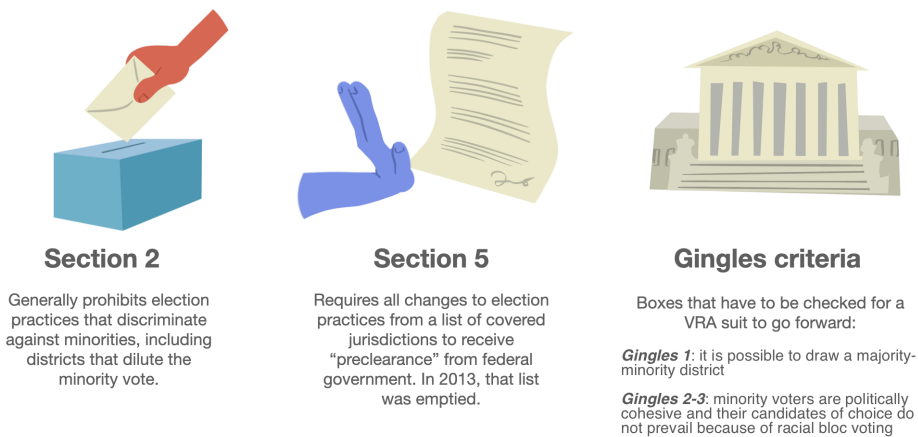 Section 2
Generally prohibits election
practices that discriminate
against minorities, including
districts that dilute the
minority vote.
Section 5
Requires all changes to election
practices from a list of covered
jurisdictions to receive
“preclearance” from federal
government. In 2013, that list
was emptied.
Gingles criteria
Boxes that have to be checked for a
VRA suit to go forward:
Gingles 1: it is possible to draw a majority-
minority district
Gingles 2-3: minority voters are politically
cohesive and their candidates of choice do
not prevail because of racial bloc voting